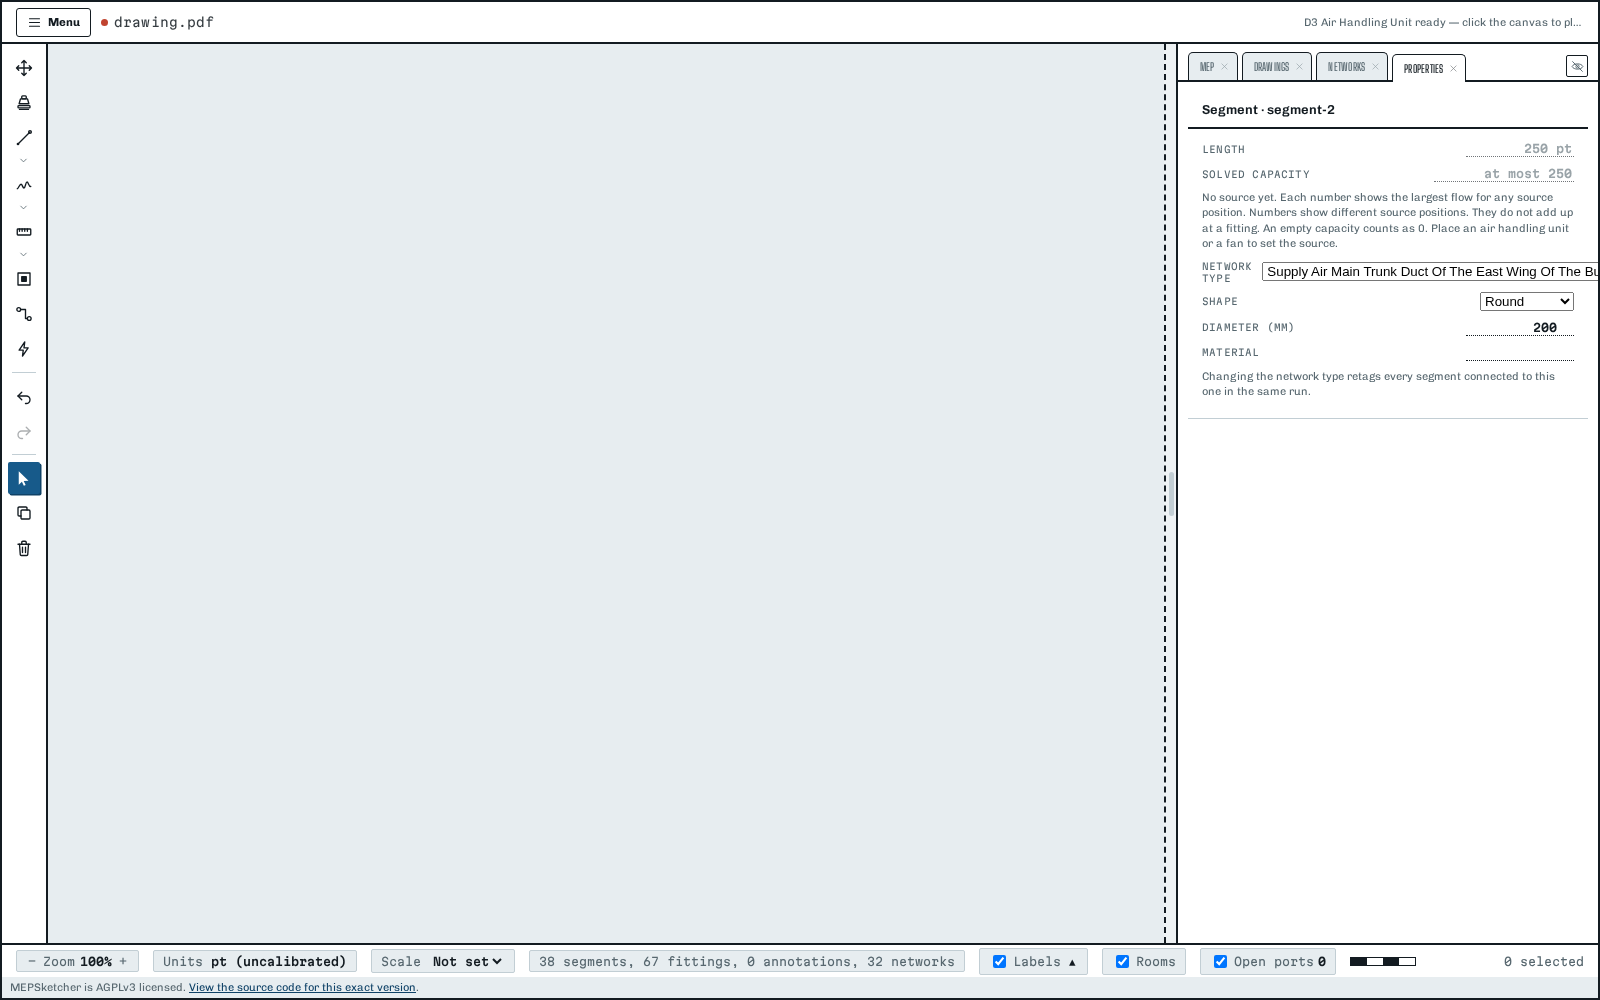 Menu
drawing.pdf
D3 Air Handling Unit ready — click the canvas to pl...
MEP
DRAWINGS
NETWORKS
PROPERTIES
Segment · segment-2
LENGTH
250 pt
SOLVED CAPACITY
at most 250
No source yet. Each number shows the largest flow for any source
position. Numbers show different source positions. They do not add up
at a fitting. An empty capacity counts as 0. Place an air handling unit
or a fan to set the source.
NETWORK
TYPE
Supply Air Main Trunk Duct Of The East Wing Of The Bu
SHAPE
Round
DIAMETER (MM)
200
MATERIAL
Changing the network type retags every segment connected to this
one in the same run.
− Zoom 100% +
Units pt (uncalibrated)
Scale Not set
38 segments, 67 fittings, 0 annotations, 32 networks
Labels ▲
Rooms
Open ports 0
0 selected
MEPSketcher is AGPLv3 licensed. View the source code for this exact version.